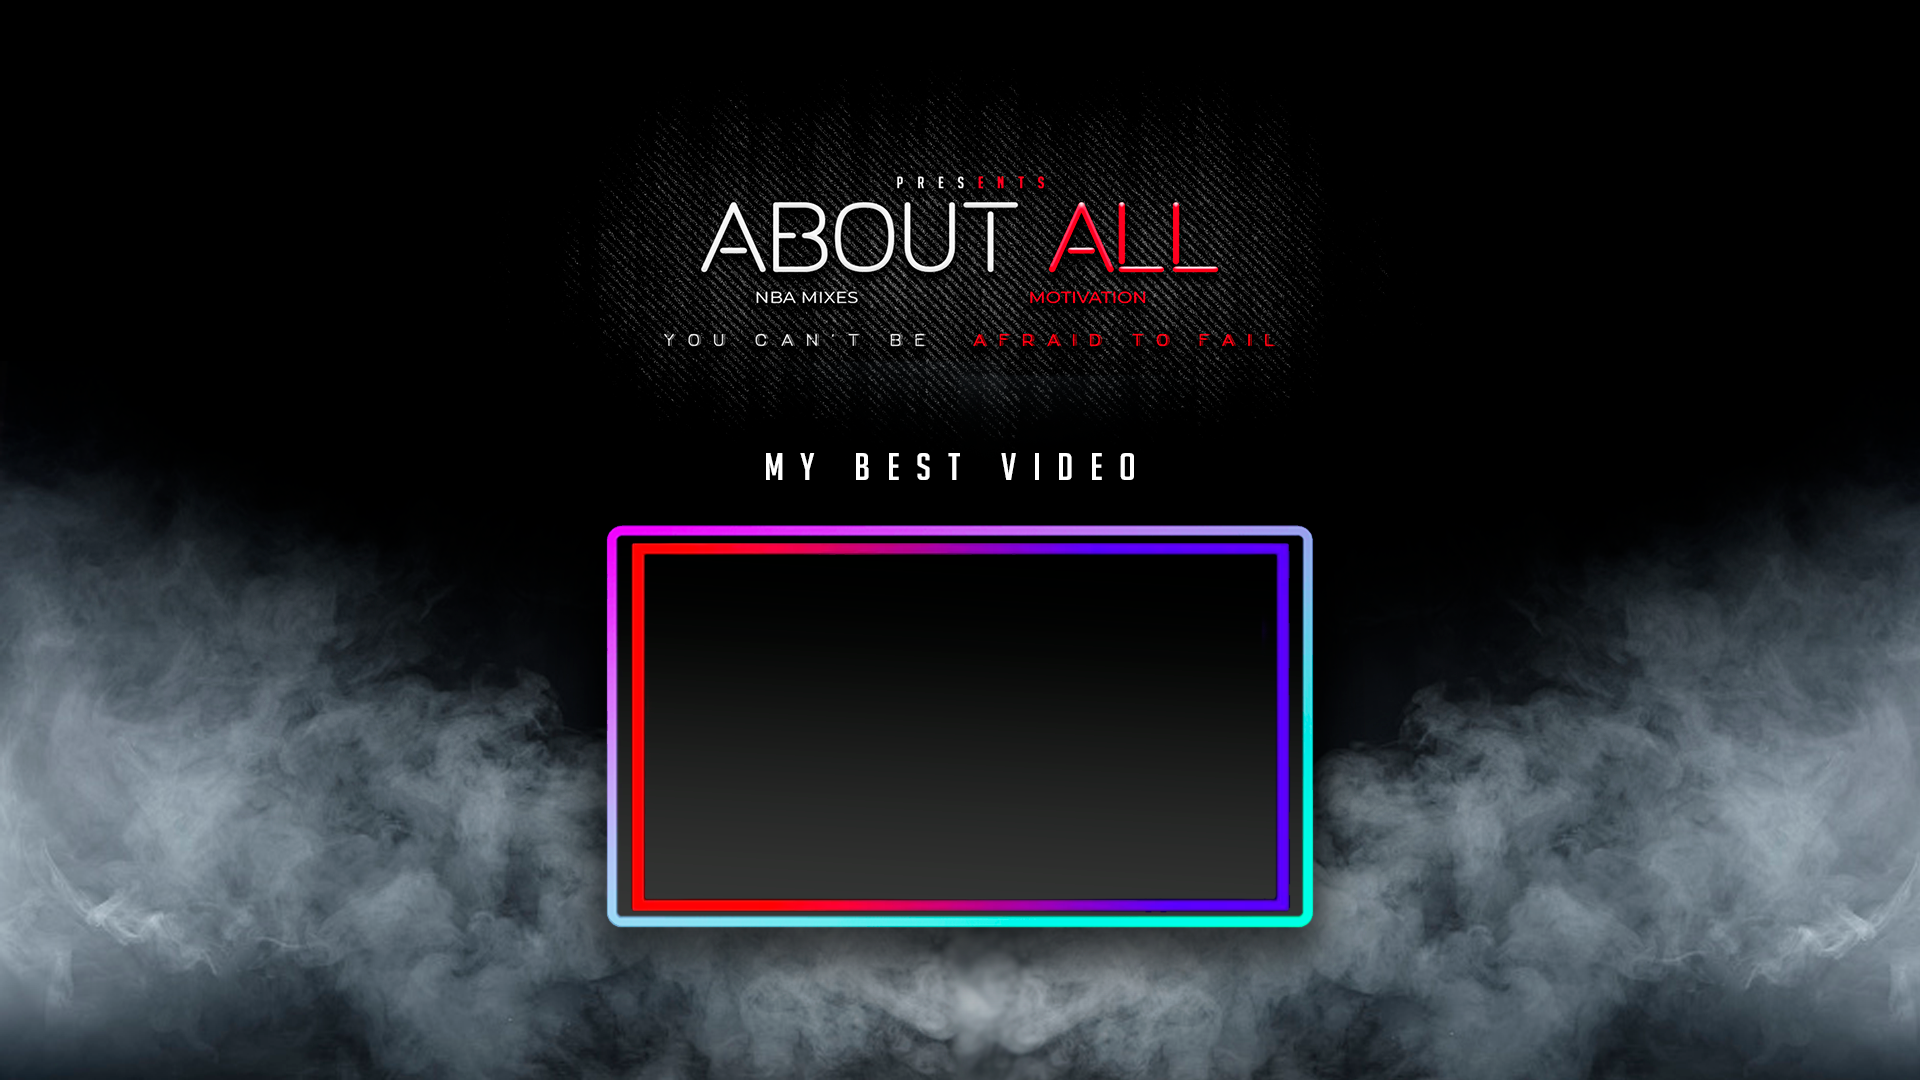 PRESENTS
ABOUT ALL
NBA MIXES MOTIVATION
YOU CAN'T BE AFRAID TO FAIL
MY BEST VIDEO